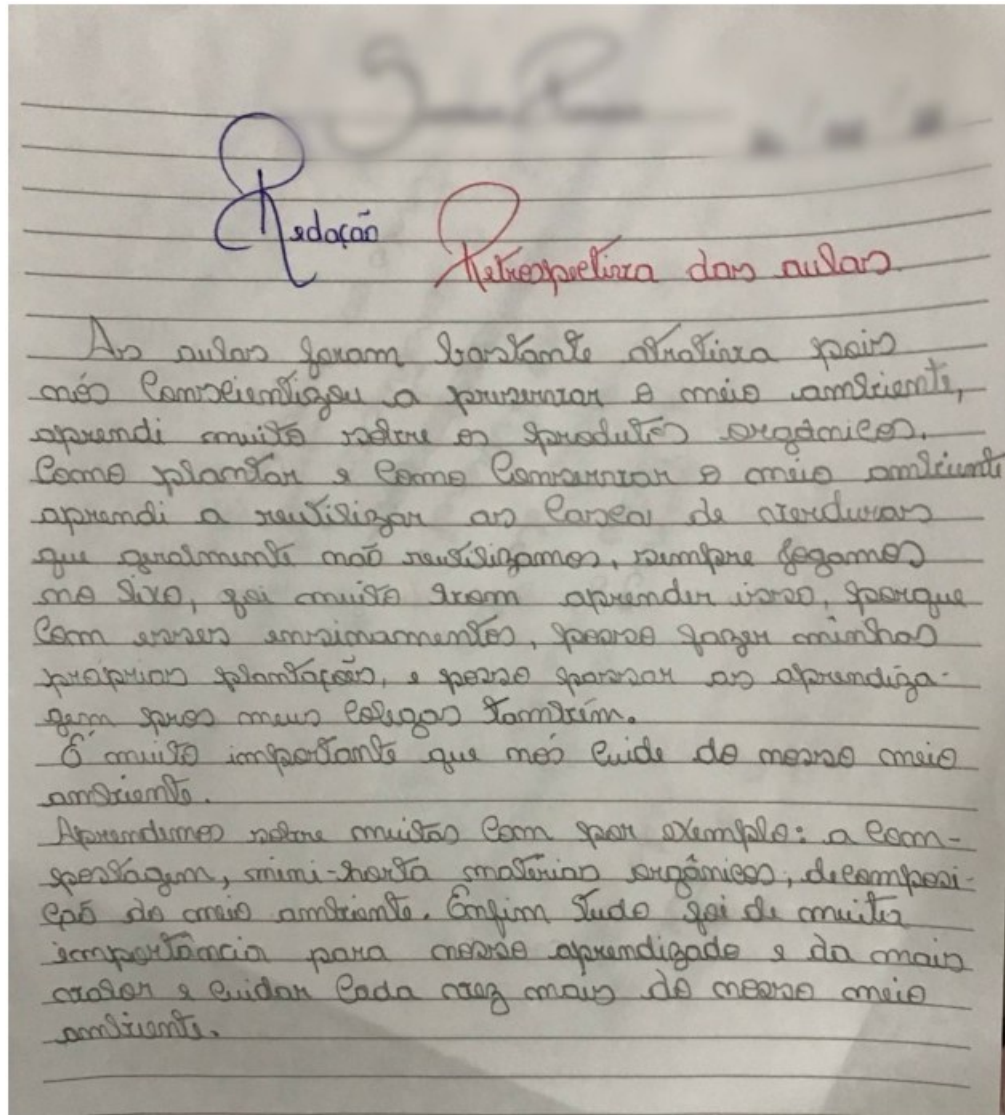 Redação Retrospetiva das aulas
As aulas foram bastante atrativa pois
nós conscientizou a preservar o meio ambiente,
aprendi muito sobre os produtos orgânicos.
Como plantar e como conservar o meio ambiente
aprendi a reutilizar as cascas de verduras
que geralmente não reutilizamos, sempre jogamos
no lixo, foi muito bom aprender isso, porque
com esses ensinamentos, posso fazer minhas
próprias plantações, e posso passar as aprendiza-
gem pros meus colegas também.
É muito importante que nós cuide do nosso meio
ambiente.
Aprendemos sobre muitas com por exemplo: a com-
postagem, mini-horta matérias orgânicos, decomposi-
ção do meio ambiente. Enfim tudo foi de muita
importância para nosso aprendizado e da mais
valor e cuidar cada vez mais do nosso meio
ambiente.